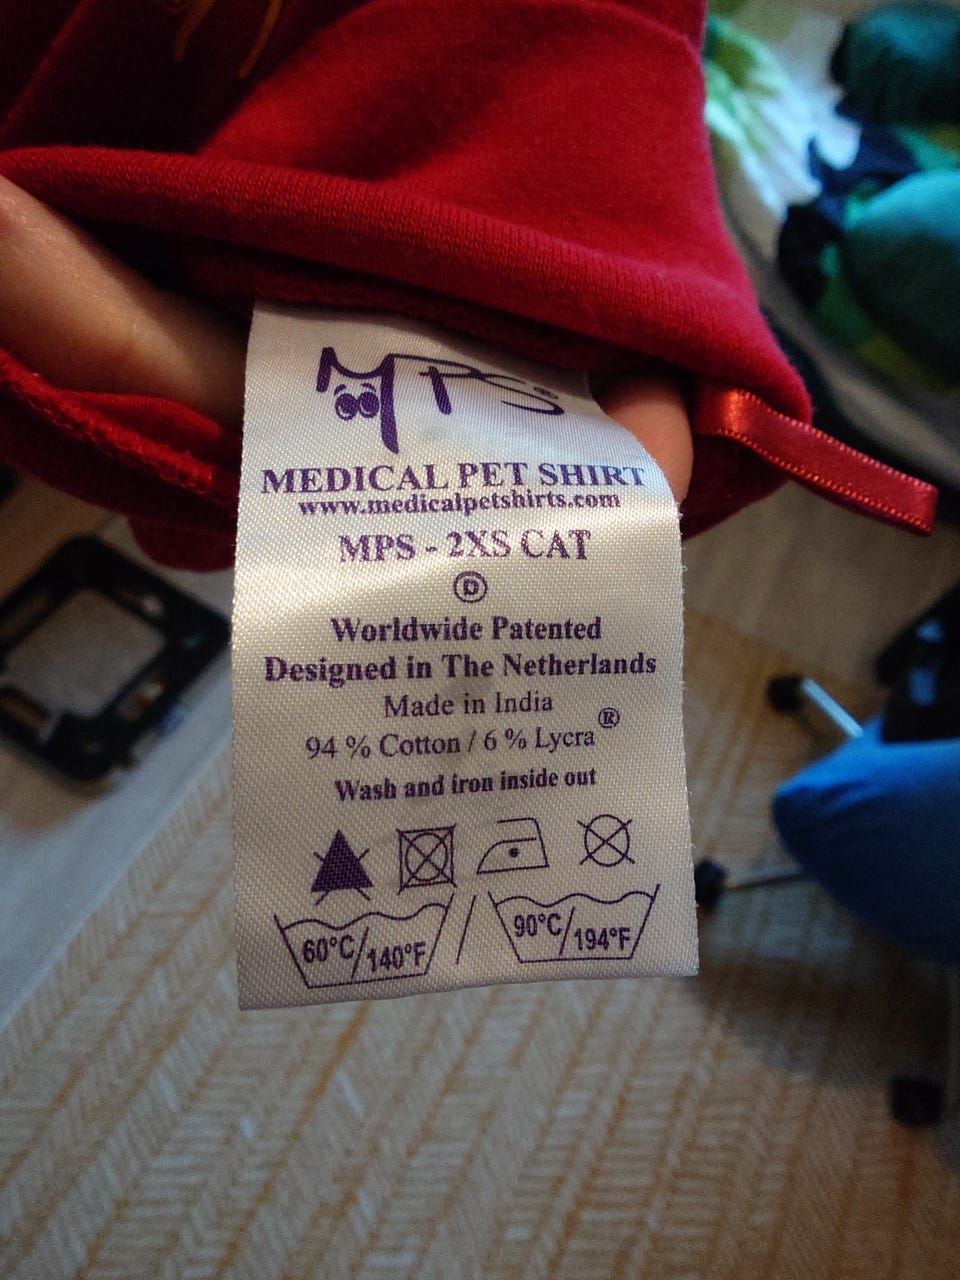 MPS®
MEDICAL PET SHIRT
www.medicalpetshirts.com
MPS - 2XS CAT
Ⓓ
Worldwide Patented
Designed in The Netherlands
Made in India
94 % Cotton / 6 % Lycra®
Wash and iron inside out
60°C/140°F / 90°C/194°F